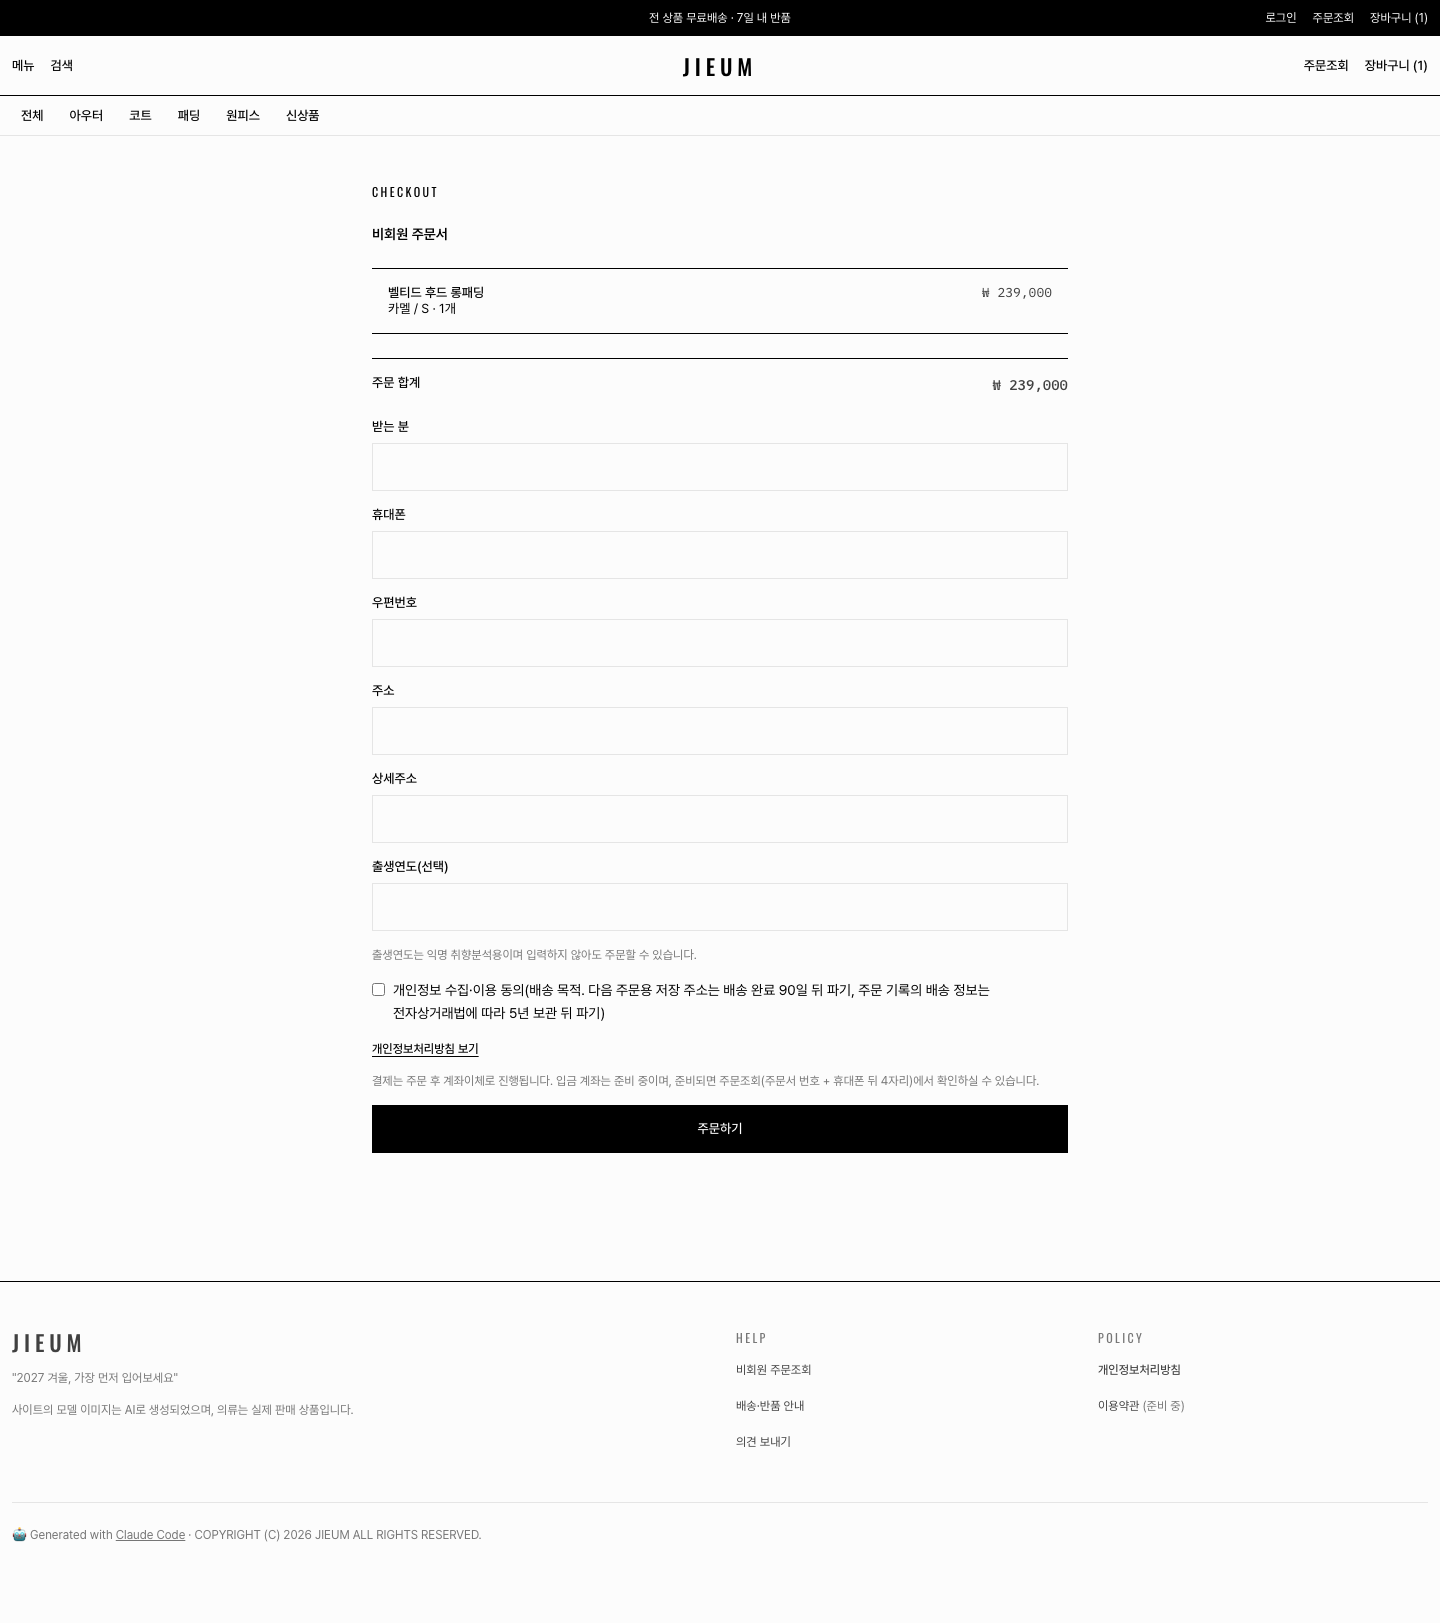 전 상품 무료배송 · 7일 내 반품
로그인 주문조회 장바구니 (1)
메뉴 검색
JIEUM
주문조회 장바구니 (1)
전체 아우터 코트 패딩 원피스 신상품
CHECKOUT
비회원 주문서
벨티드 후드 롱패딩 ₩ 239,000
카멜 / S · 1개
주문 합계 ₩ 239,000
받는 분
휴대폰
우편번호
주소
상세주소
출생연도(선택)
출생연도는 익명 취향분석용이며 입력하지 않아도 주문할 수 있습니다.
개인정보 수집·이용 동의(배송 목적. 다음 주문용 저장 주소는 배송 완료 90일 뒤 파기, 주문 기록의 배송 정보는
전자상거래법에 따라 5년 보관 뒤 파기)
개인정보처리방침 보기
결제는 주문 후 계좌이체로 진행됩니다. 입금 계좌는 준비 중이며, 준비되면 주문조회(주문서 번호 + 휴대폰 뒤 4자리)에서 확인하실 수 있습니다.
주문하기
JIEUM
"2027 겨울, 가장 먼저 입어보세요"
사이트의 모델 이미지는 AI로 생성되었으며, 의류는 실제 판매 상품입니다.
HELP
비회원 주문조회
배송·반품 안내
의견 보내기
POLICY
개인정보처리방침
이용약관 (준비 중)
🤖 Generated with Claude Code · COPYRIGHT (C) 2026 JIEUM ALL RIGHTS RESERVED.